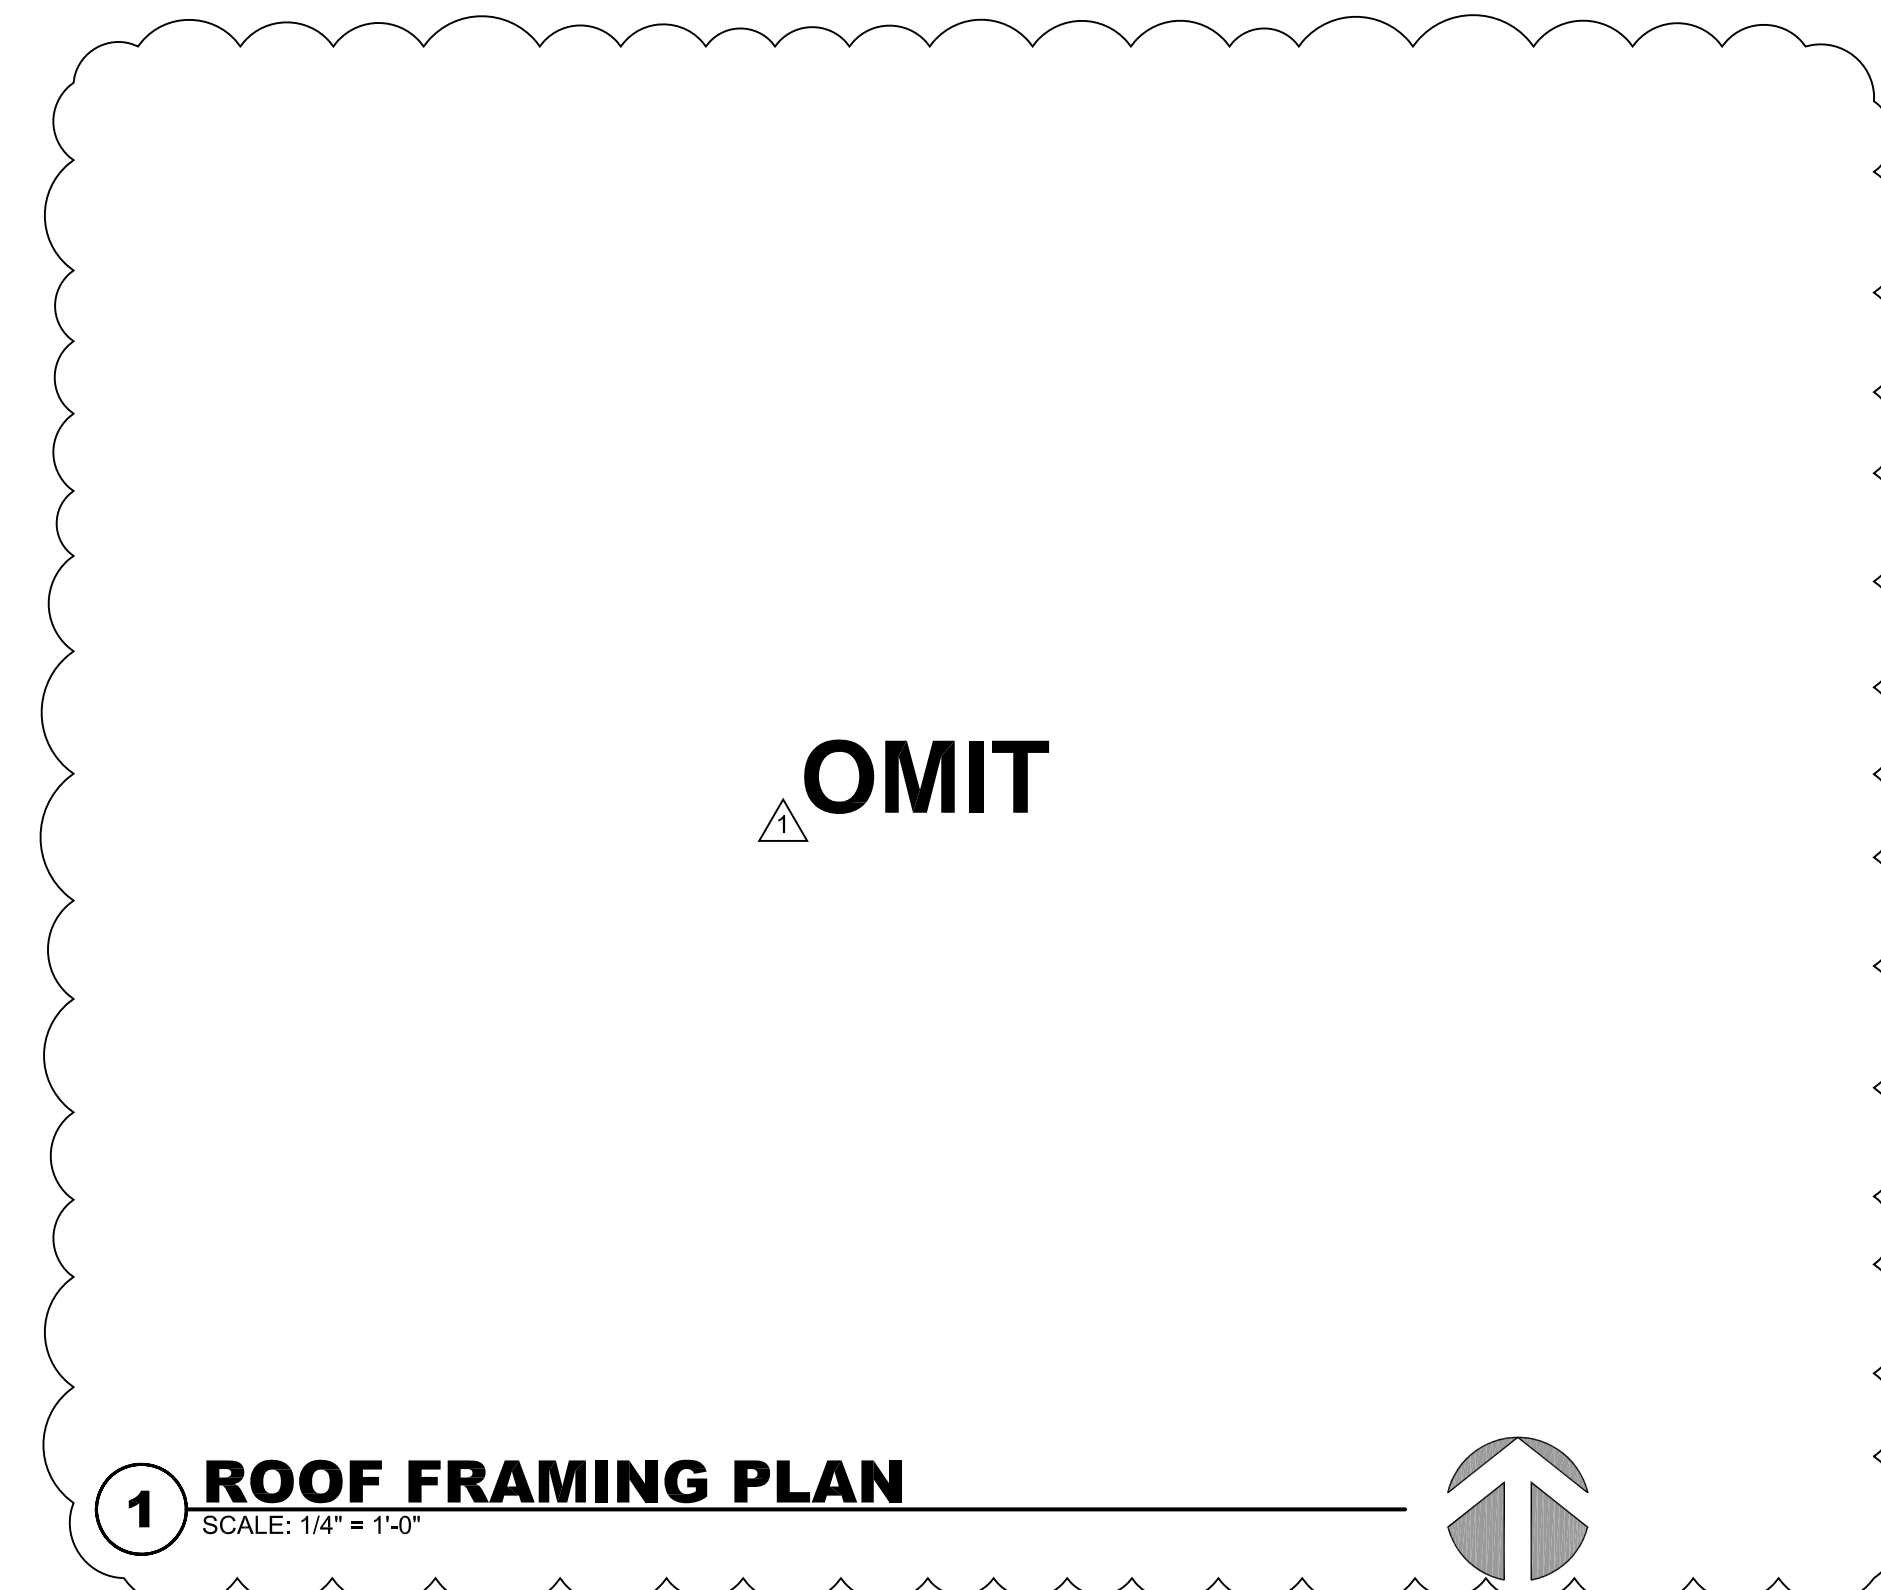 OMIT
1
1
ROOF FRAMING PLAN
SCALE: 1/4" = 1'-0"